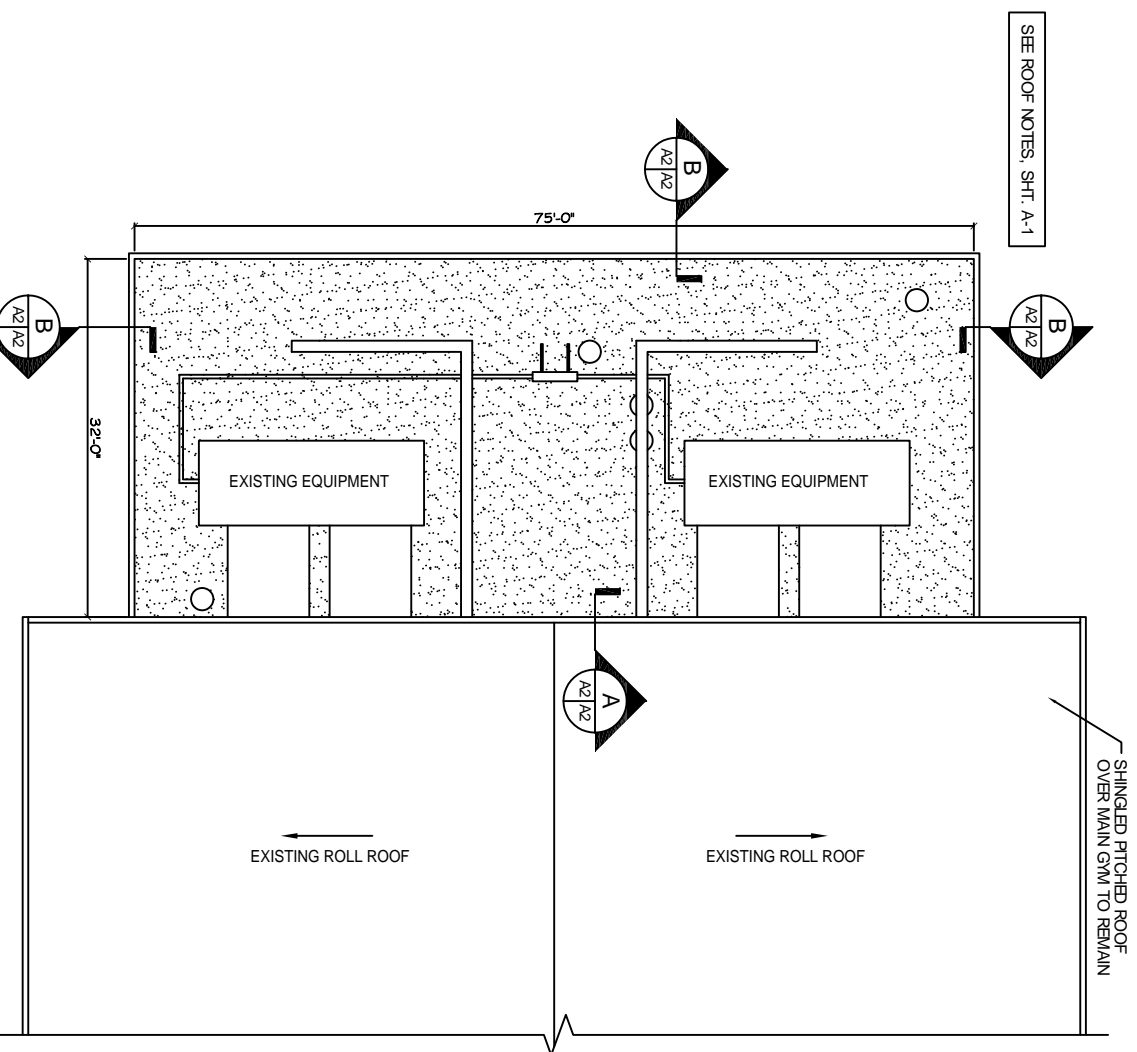 SEE ROOF NOTES, SHT. A-1
B
A2 A2
75'-0"
B
A2 A2
B
A2 A2
32'-0"
EXISTING EQUIPMENT
EXISTING EQUIPMENT
A
A2 A2
SHINGLED PITCHED ROOF
OVER MAIN GYM TO REMAIN
EXISTING ROLL ROOF
EXISTING ROLL ROOF